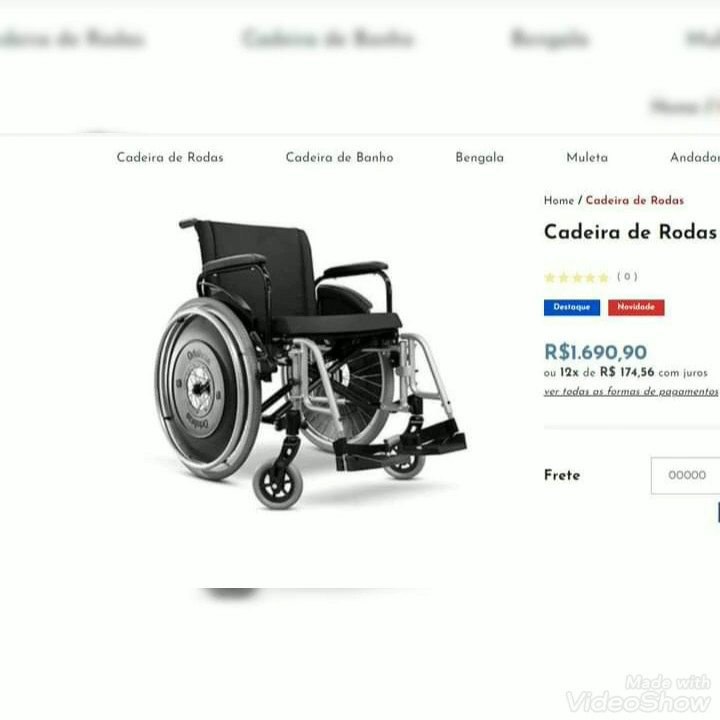 Cadeira de Rodas Cadeira de Banho Bengala Muleta Andador
Home / Cadeira de Rodas
Cadeira de Rodas
( 0 )
Destaque Novidade
R$1.690,90
ou 12x de R$ 174,56 com juros
ver todas as formas de pagamentos
Frete 00000
Ortobras
Ortobras
Made with
VideoShow